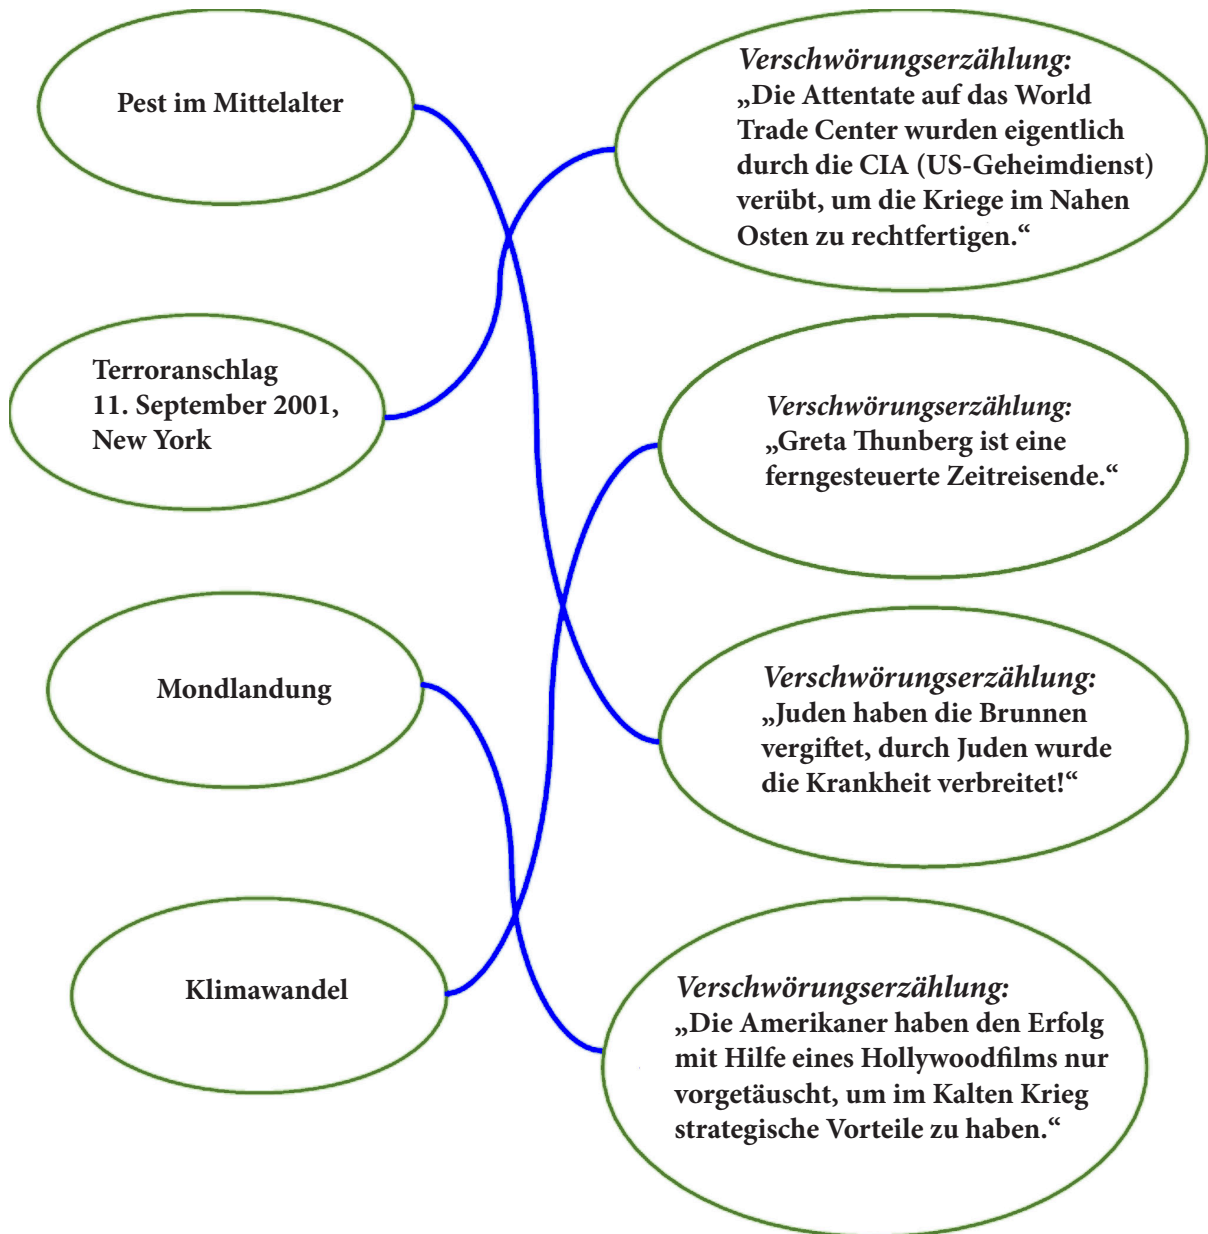 Pest im Mittelalter
Terroranschlag
11. September 2001,
New York
Mondlandung
Klimawandel
Verschwörungserzählung:
„Die Attentate auf das World
Trade Center wurden eigentlich
durch die CIA (US-Geheimdienst)
verübt, um die Kriege im Nahen
Osten zu rechtfertigen.“
Verschwörungserzählung:
„Greta Thunberg ist eine
ferngesteuerte Zeitreisende.“
Verschwörungserzählung:
„Juden haben die Brunnen
vergiftet, durch Juden wurde
die Krankheit verbreitet!“
Verschwörungserzählung:
„Die Amerikaner haben den Erfolg
mit Hilfe eines Hollywoodfilms nur
vorgetäuscht, um im Kalten Krieg
strategische Vorteile zu haben.“